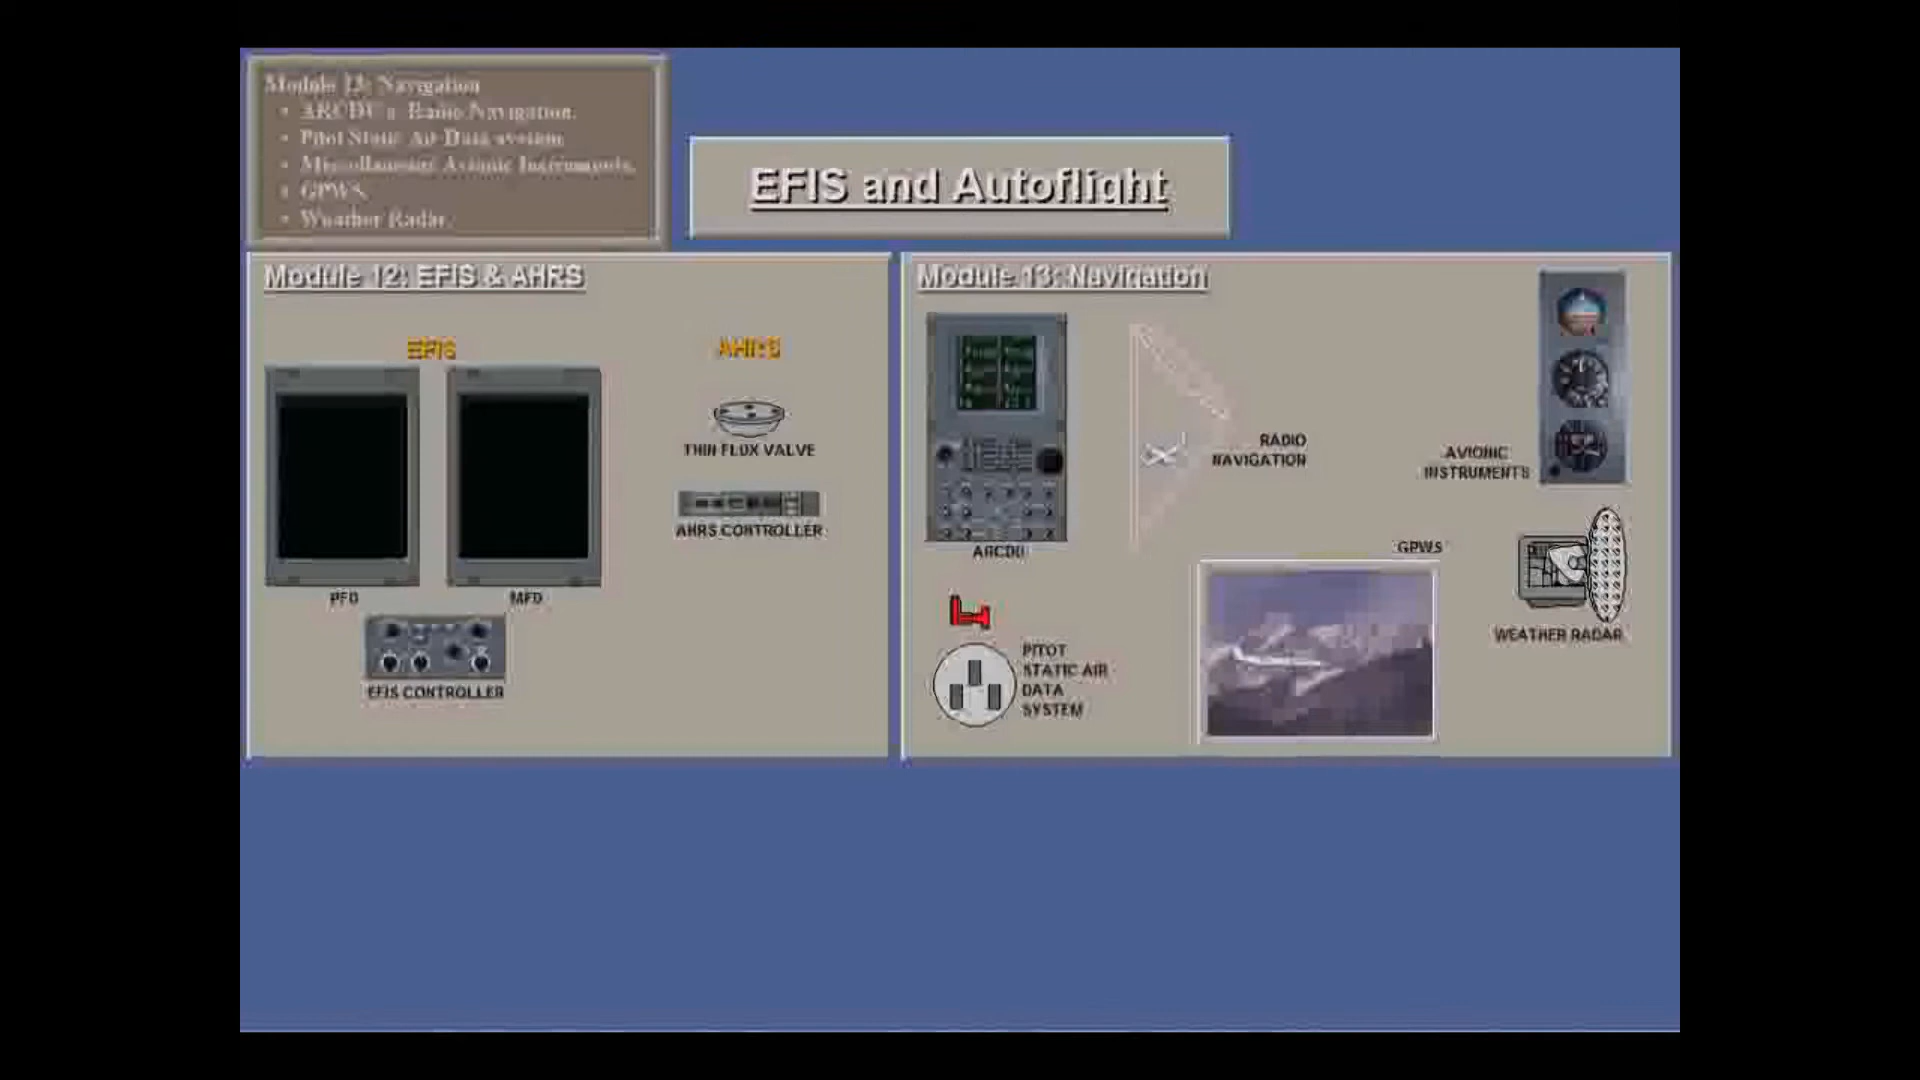 Module 13: Navigation
• ARCDU's Radio Navigation.
• Pitot Static Air Data system.
• Miscellaneous Avionic Instruments.
• GPWS.
• Weather Radar.
EFIS and Autoflight
Module 12: EFIS & AHRS
EFIS
AHRS
THIN FLUX VALVE
AHRS CONTROLLER
PFD
MFD
EFIS CONTROLLER
Module 13: Navigation
ARCDU
RADIO
NAVIGATION
AVIONIC
INSTRUMENTS
GPWS
WEATHER RADAR
PITOT
STATIC AIR
DATA
SYSTEM